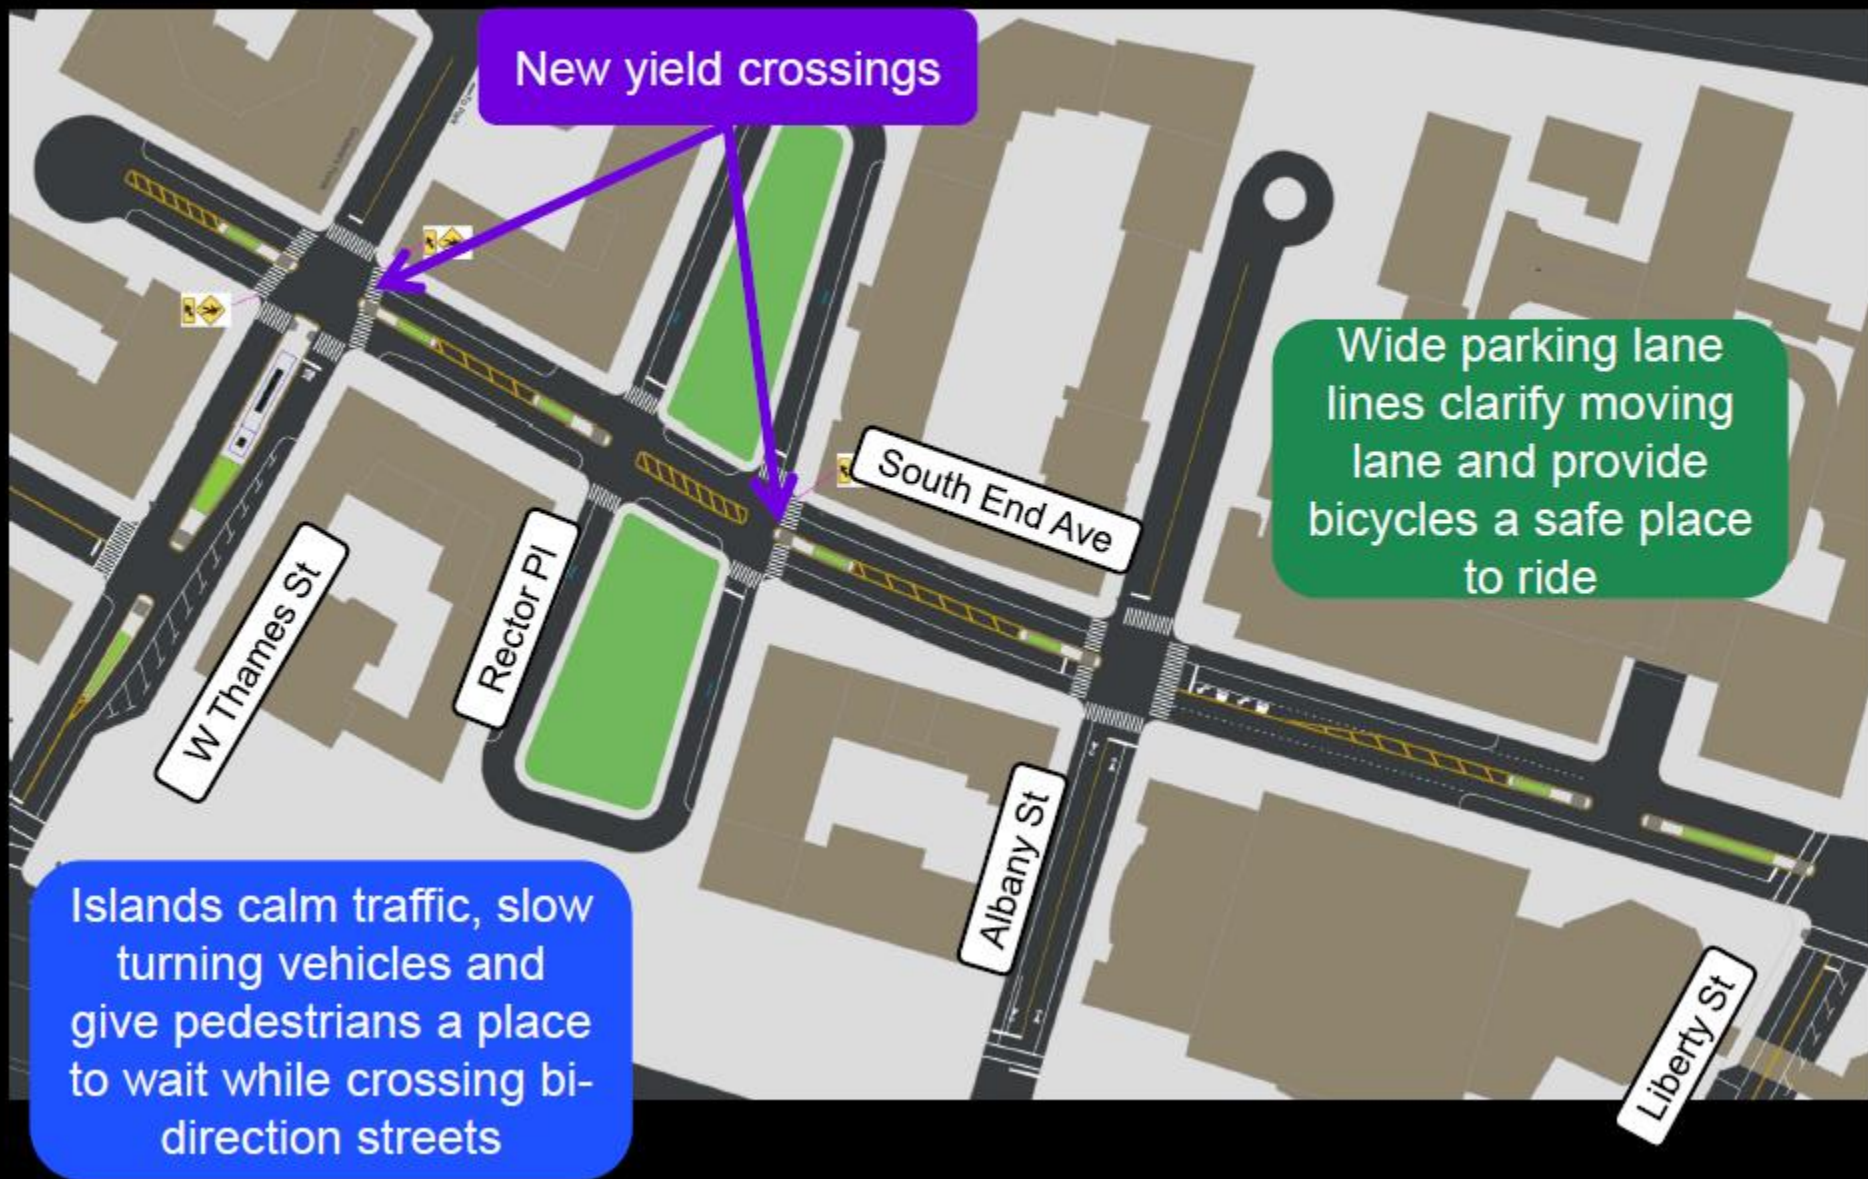 New yield crossings
Wide parking lane
lines clarify moving
lane and provide
bicycles a safe place
to ride
South End Ave
W Thames St
Rector Pl
Albany St
Liberty St
Islands calm traffic, slow
turning vehicles and
give pedestrians a place
to wait while crossing bi-
direction streets